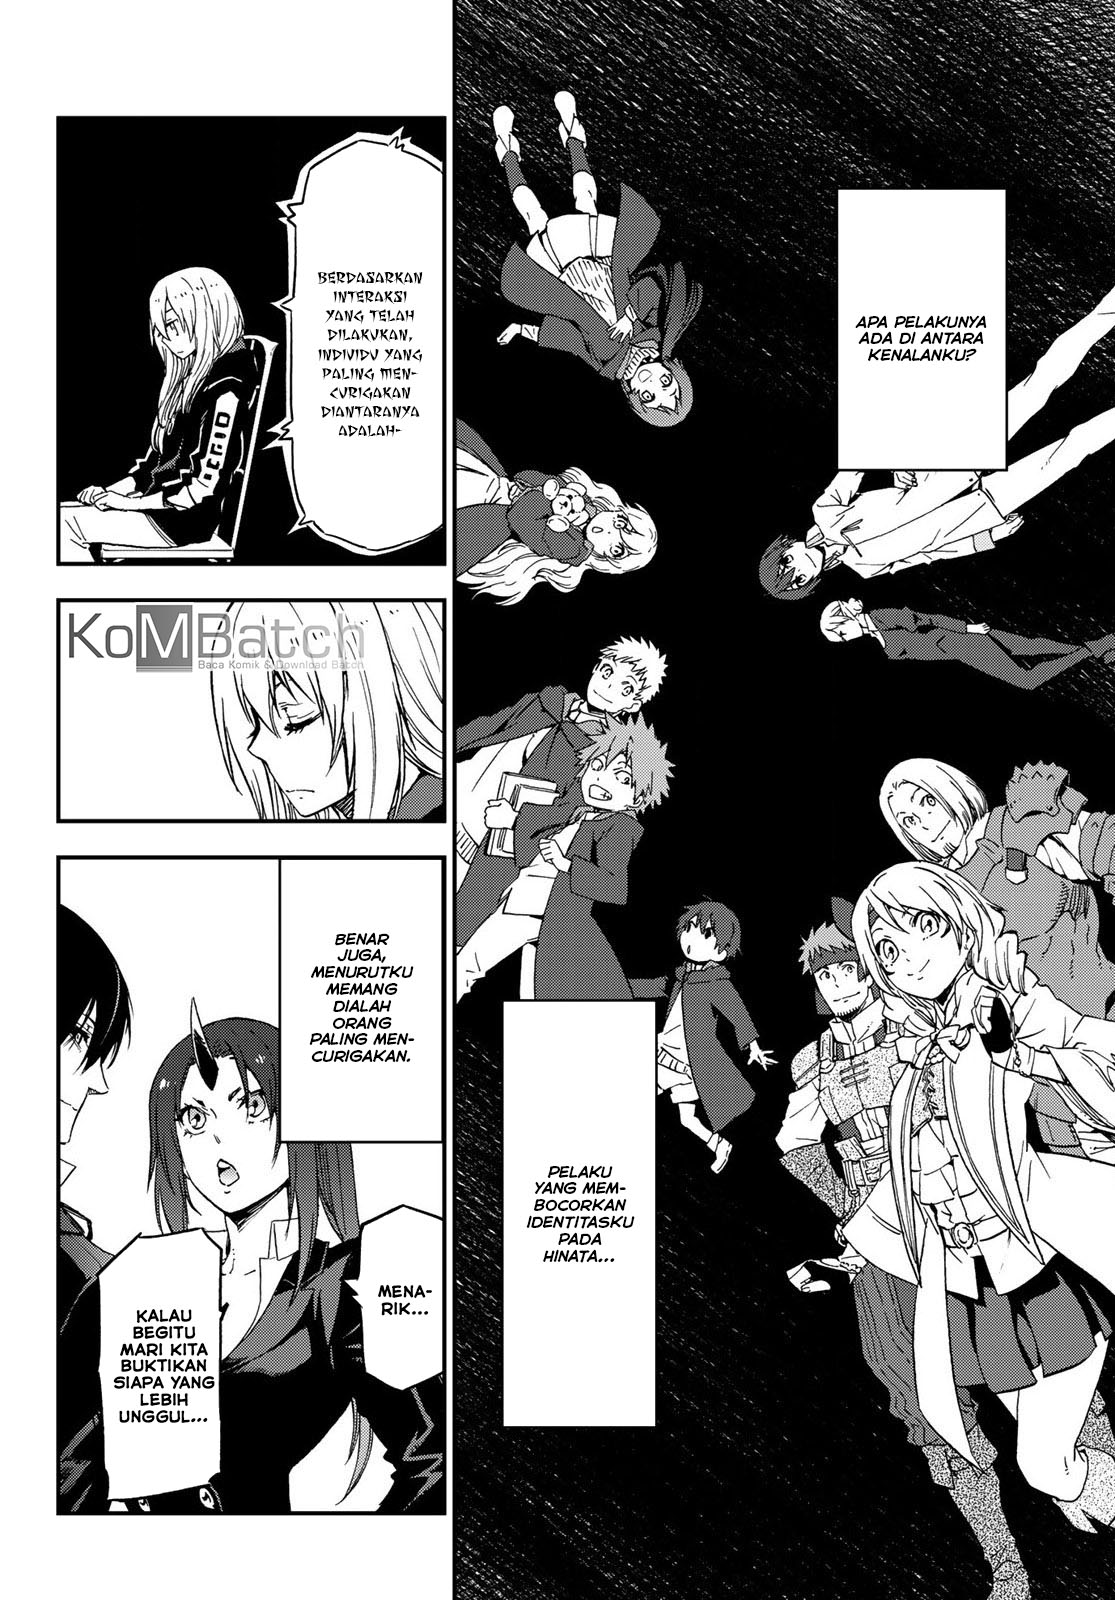 APA PELAKUNYA
ADA DI ANTARA
KENALANKU?
PELAKU
YANG MEM-
BOCORKAN
IDENTITASKU
PADA
HINATA...
BERDASARKAN
INTERAKSI
YANG TELAH
DILAKUKAN,
INDIVIDU YANG
PALING MEN-
CURIGAKAN
DIANTARANYA
ADALAH-
KOMBatch
Baca Komik & Download Batch
BENAR
JUGA,
MENURUTKU
MEMANG
DIALAH
ORANG
PALING MEN-
CURIGAKAN.
MENA-
RIK...
KALAU
BEGITU
MARI KITA
BUKTIKAN
SIAPA YANG
LEBIH
UNGGUL...